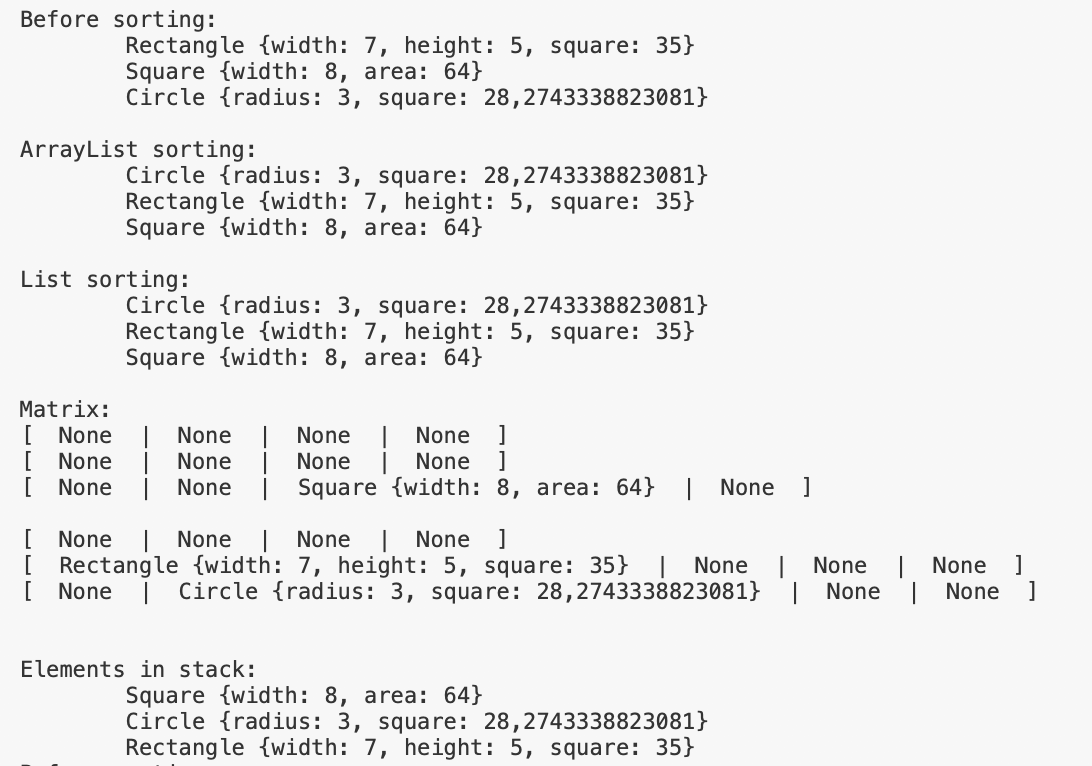 Before sorting:
Rectangle {width: 7, height: 5, square: 35}
Square {width: 8, area: 64}
Circle {radius: 3, square: 28,2743338823081}
ArrayList sorting:
Circle {radius: 3, square: 28,2743338823081}
Rectangle {width: 7, height: 5, square: 35}
Square {width: 8, area: 64}
List sorting:
Circle {radius: 3, square: 28,2743338823081}
Rectangle {width: 7, height: 5, square: 35}
Square {width: 8, area: 64}
Matrix:
[  None  |  None  |  None  |  None  ]
[  None  |  None  |  None  |  None  ]
[  None  |  None  |  Square {width: 8, area: 64}  |  None  ]
[  None  |  None  |  None  |  None  ]
[  Rectangle {width: 7, height: 5, square: 35}  |  None  |  None  |  None  ]
[  None  |  Circle {radius: 3, square: 28,2743338823081}  |  None  |  None  ]
Elements in stack:
Square {width: 8, area: 64}
Circle {radius: 3, square: 28,2743338823081}
Rectangle {width: 7, height: 5, square: 35}